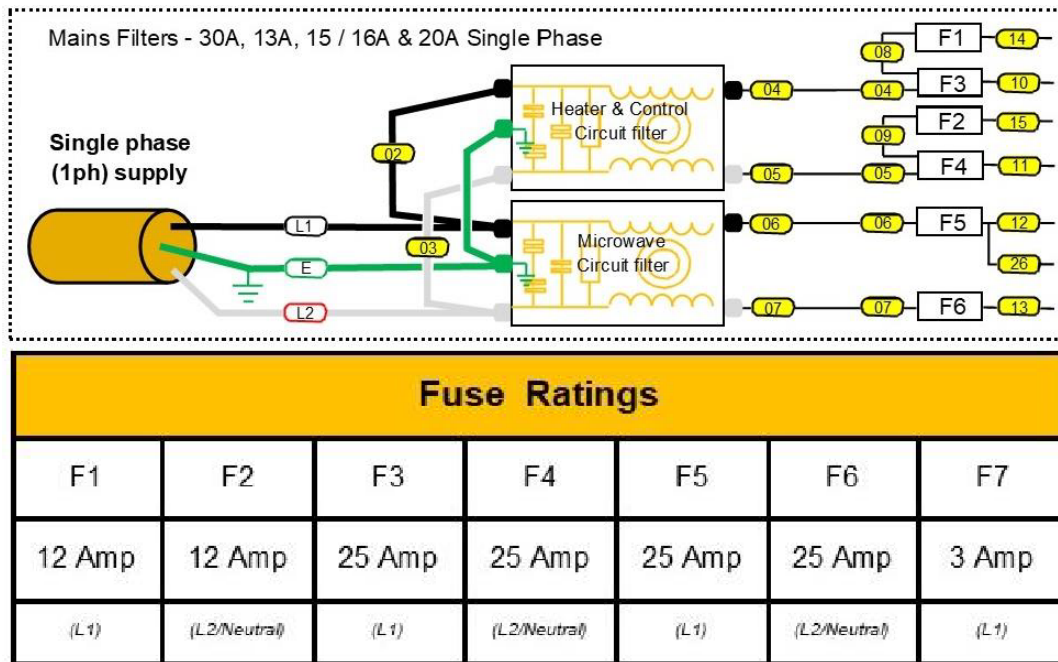 Mains Filters - 30A, 13A, 15 / 16A & 20A Single Phase
Single phase
(1ph) supply
L1
E
L2
02
03
Heater & Control
Circuit filter
Microwave
Circuit filter
04
05
06
07
08
04
09
05
06
07
F1
F3
F2
F4
F5
F6
14
10
15
11
12
26
13
Fuse Ratings
F1 F2 F3 F4 F5 F6 F7
12 Amp 12 Amp 25 Amp 25 Amp 25 Amp 25 Amp 3 Amp
(L1) (L2/Neutral) (L1) (L2/Neutral) (L1) (L2/Neutral) (L1)